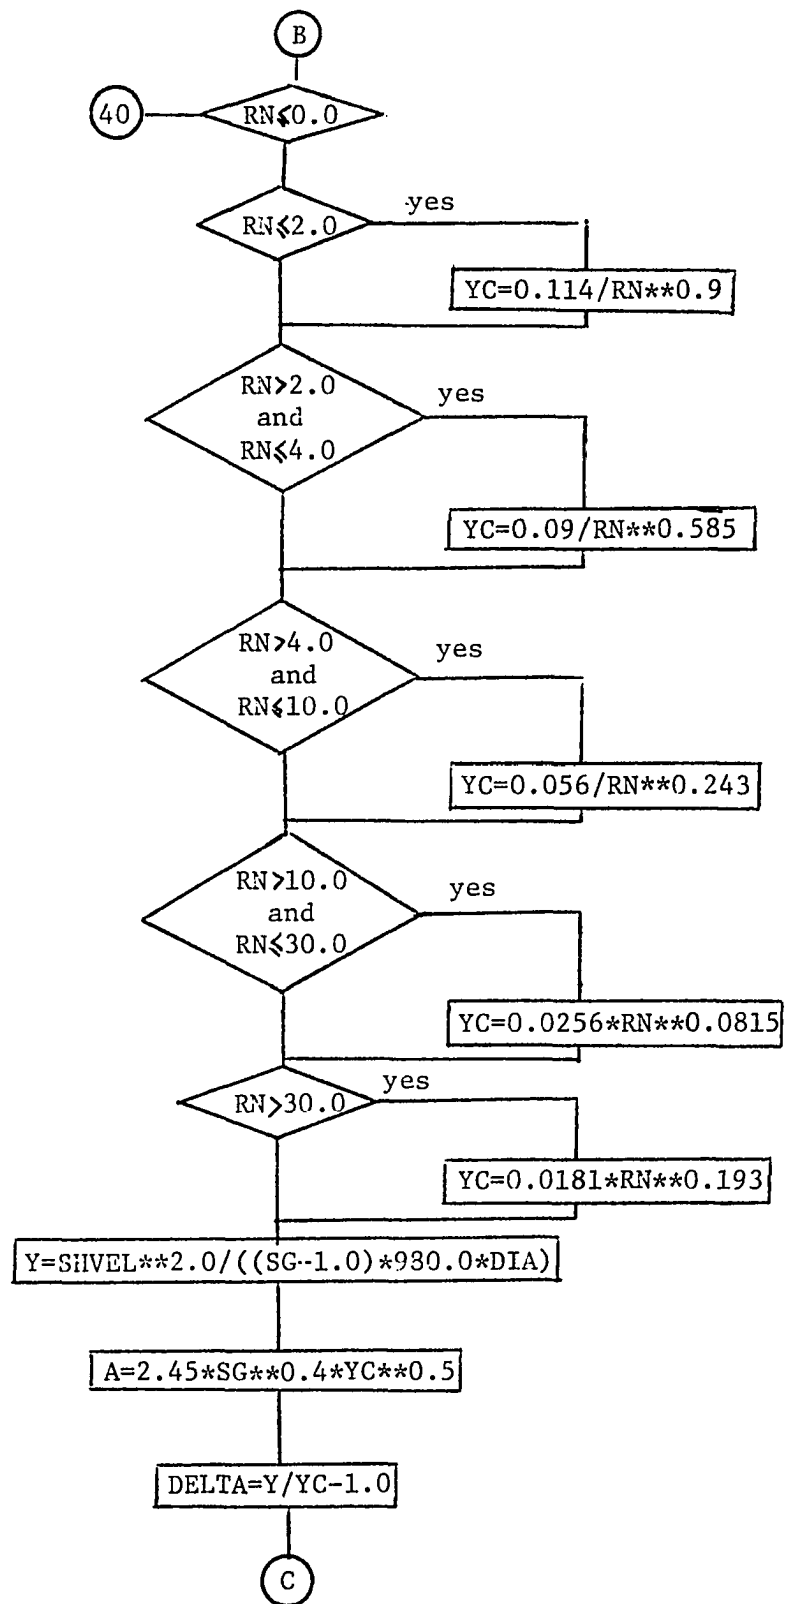 B
40
RN≤0.0
RN≤2.0
yes
YC=0.114/RN**0.9
RN>2.0
and
RN≤4.0
yes
YC=0.09/RN**0.585
RN>4.0
and
RN≤10.0
yes
YC=0.056/RN**0.243
RN>10.0
and
RN≤30.0
yes
YC=0.0256*RN**0.0815
RN>30.0
yes
YC=0.0181*RN**0.193
Y=SHVEL**2.0/((SG-1.0)*980.0*DIA)
A=2.45*SG**0.4*YC**0.5
DELTA=Y/YC-1.0
C